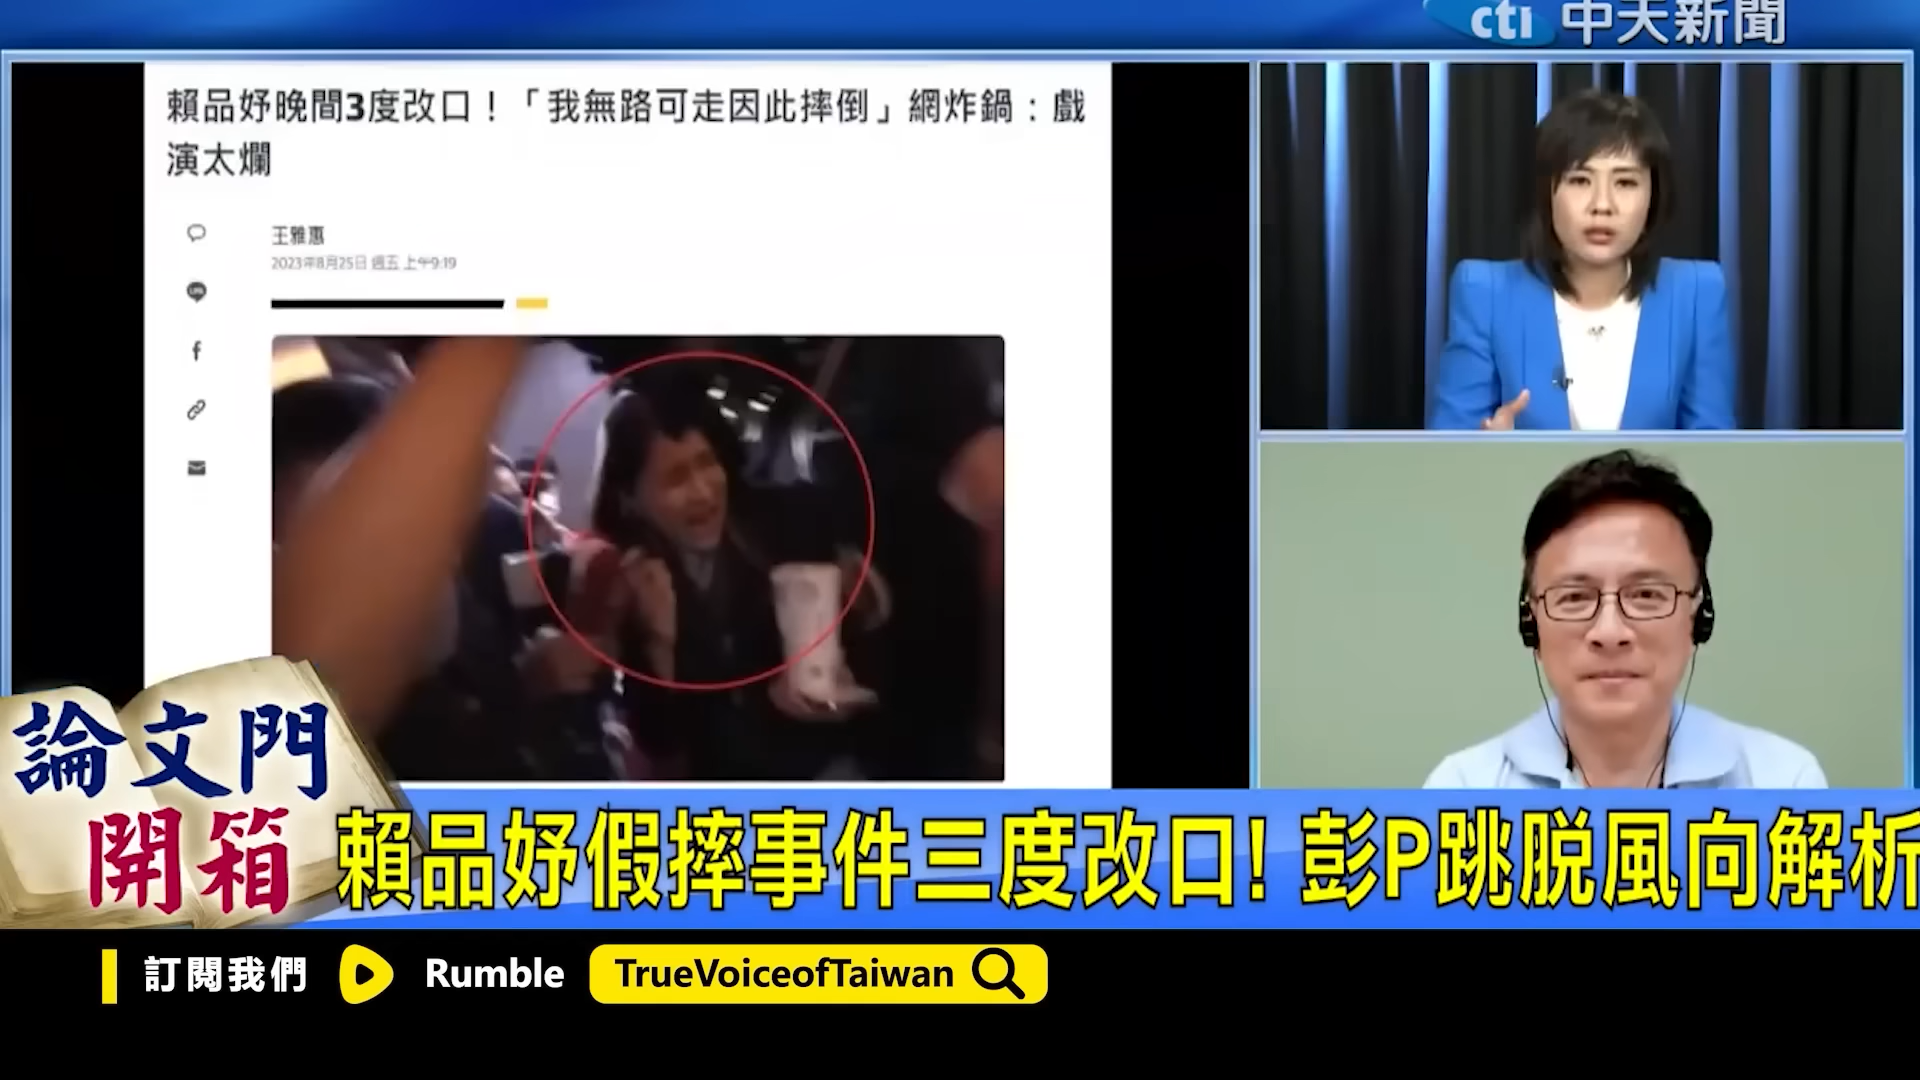 cti 中天新聞
賴品妤晚間3度改口！「我無路可走因此摔倒」網炸鍋：戲
演太爛
王雅惠
2023年8月25日 週五 上午9:19
論文門
開箱
賴品妤假摔事件三度改口! 彭P跳脫風向解析
訂閱我們 Rumble TrueVoiceofTaiwan